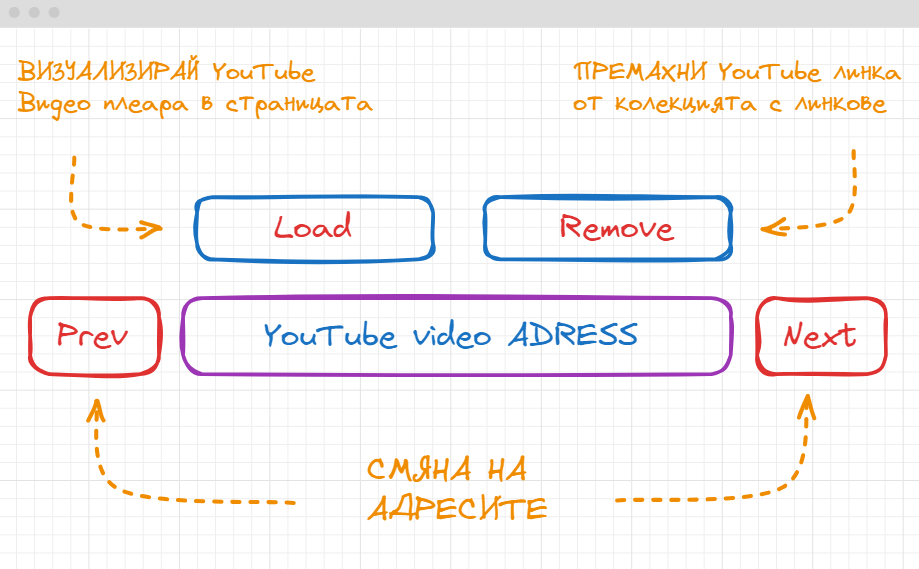 ВИЗУАЛИЗИРАЙ YouTube
Видео плеара в страницата
ПРЕМАХНИ YouTube линка
от колекцията с линкове
Load
Remove
Prev
YouTube video ADRESS
Next
СМЯНА НА
АДРЕСИТЕ